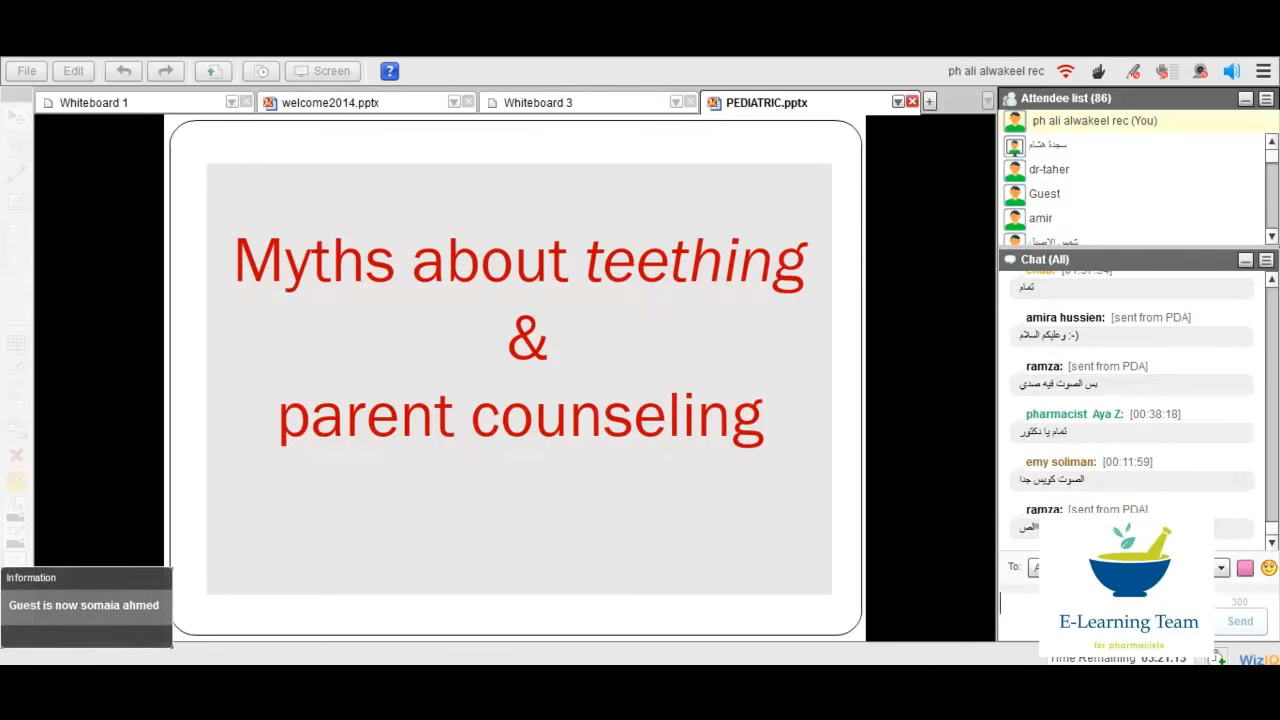 File
Edit
Screen
?
ph ali alwakeel rec
Whiteboard 1
welcome2014.pptx
Whiteboard 3
PEDIATRIC.pptx
Attendee list (86)
ph ali alwakeel rec (You)
سجدة هشام
dr-taher
Guest
amir
Myths about teething
&
parent counseling
Chat (All)
تمام
amira hussien: [sent from PDA]
وعليكم السلام :-)
ramza: [sent from PDA]
بس الصوت فيه صدي
pharmacist Aya Z: [00:38:18]
تمام يا دكتور
emy soliman: [00:11:59]
الصوت كويس جدا
ramza: [sent from PDA]
To:
300
Send
Information
Guest is now somaia ahmed
E-Learning Team
for pharmacists
Time Remaining